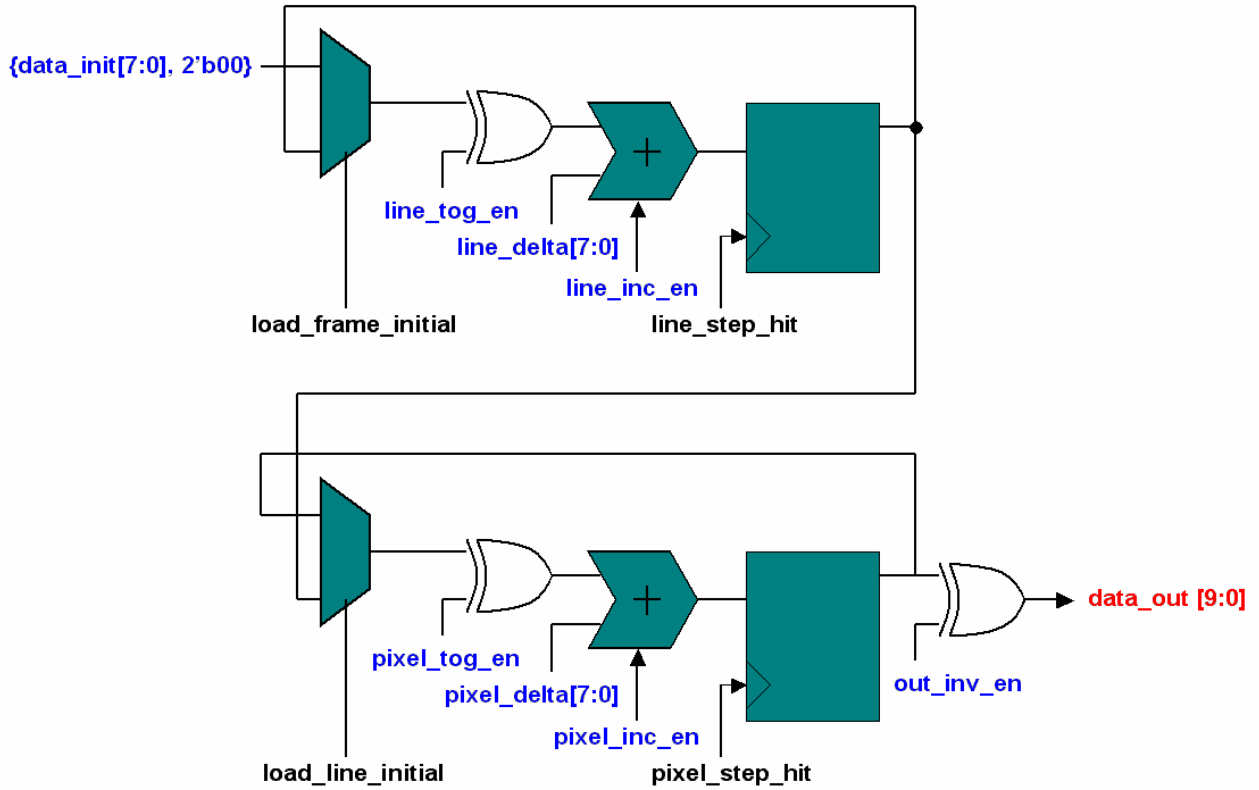 {data_init[7:0], 2'b00}
+
line_tog_en
line_delta[7:0]
line_inc_en
load_frame_initial
line_step_hit
+
data_out [9:0]
pixel_tog_en
out_inv_en
pixel_delta[7:0]
pixel_inc_en
load_line_initial
pixel_step_hit